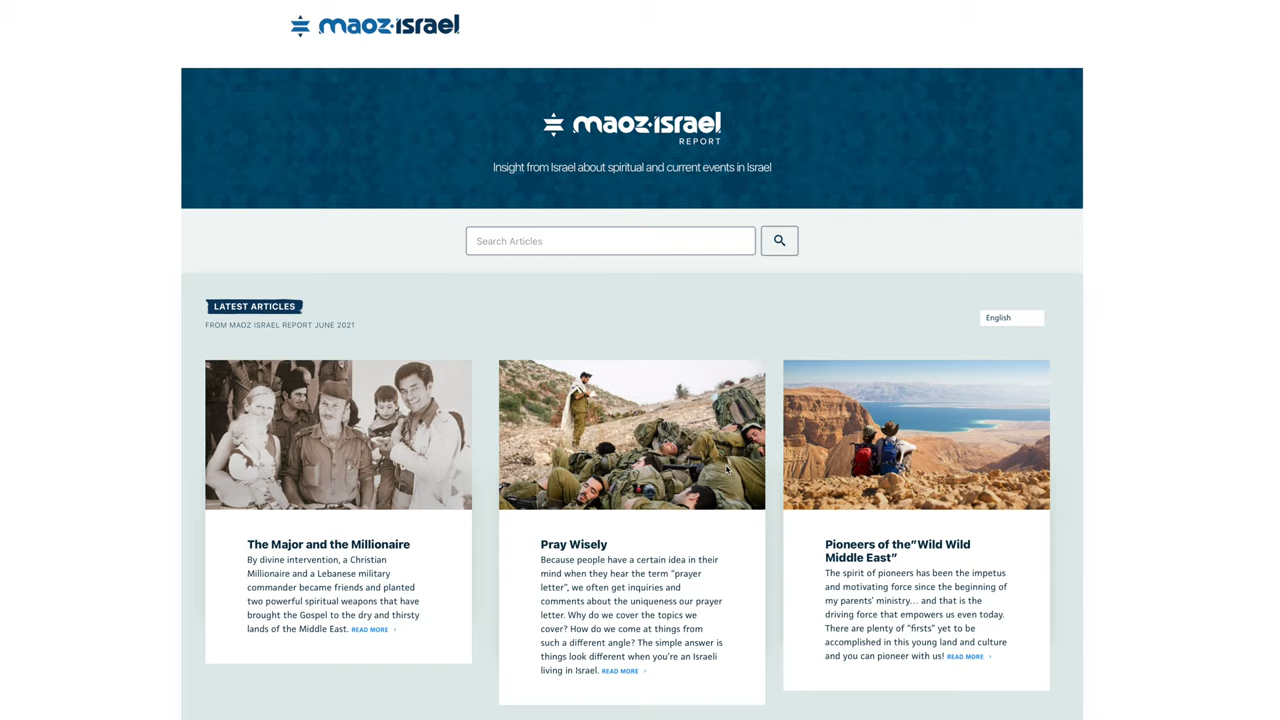 maoz·israel
maoz·israel
REPORT
Insight from Israel about spiritual and current events in Israel
Search Articles
LATEST ARTICLES
FROM MAOZ ISRAEL REPORT JUNE 2021
English
The Major and the Millionaire
By divine intervention, a Christian
Millionaire and a Lebanese military
commander became friends and planted
two powerful spiritual weapons that have
brought the Gospel to the dry and thirsty
lands of the Middle East. READ MORE ›
Pray Wisely
Because people have a certain idea in their
mind when they hear the term “prayer
letter”, we often get inquiries and
comments about the uniqueness our prayer
letter. Why do we cover the topics we
cover? How do we come at things from
such a different angle? The simple answer is
things look different when you’re an Israeli
living in Israel. READ MORE ›
Pioneers of the”Wild Wild
Middle East”
The spirit of pioneers has been the impetus
and motivating force since the beginning of
my parents’ ministry… and that is the
driving force that empowers us even today.
There are plenty of “firsts” yet to be
accomplished in this young land and culture
and you can pioneer with us! READ MORE ›